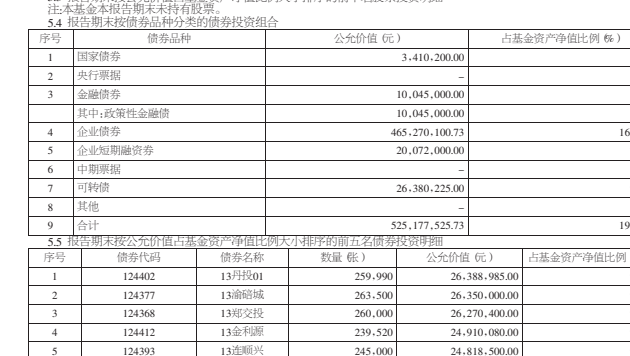 注:本基金本报告期末未持有股票。
5.4 报告期末按债券品种分类的债券投资组合
序号 债券品种 公允价值(元) 占基金资产净值比例(%)
1 国家债券 3,410,200.00
2 央行票据 –
3 金融债券 10,045,000.00
其中:政策性金融债 10,045,000.00
4 企业债券 465,270,100.73 16
5 企业短期融资券 20,072,000.00
6 中期票据 –
7 可转债 26,380,225.00
8 其他 –
9 合计 525,177,525.73 19
5.5 报告期末按公允价值占基金资产净值比例大小排序的前五名债券投资明细
序号 债券代码 债券名称 数量(张) 公允价值(元) 占基金资产净值比例
1 124402 13丹投01 259,990 26,388,985.00
2 124377 13渝碚城 263,500 26,350,000.00
3 124368 13郑交投 260,000 26,270,400.00
4 124412 13金利源 239,520 24,910,080.00
5 124393 13连顺兴 245,000 24,818,500.00